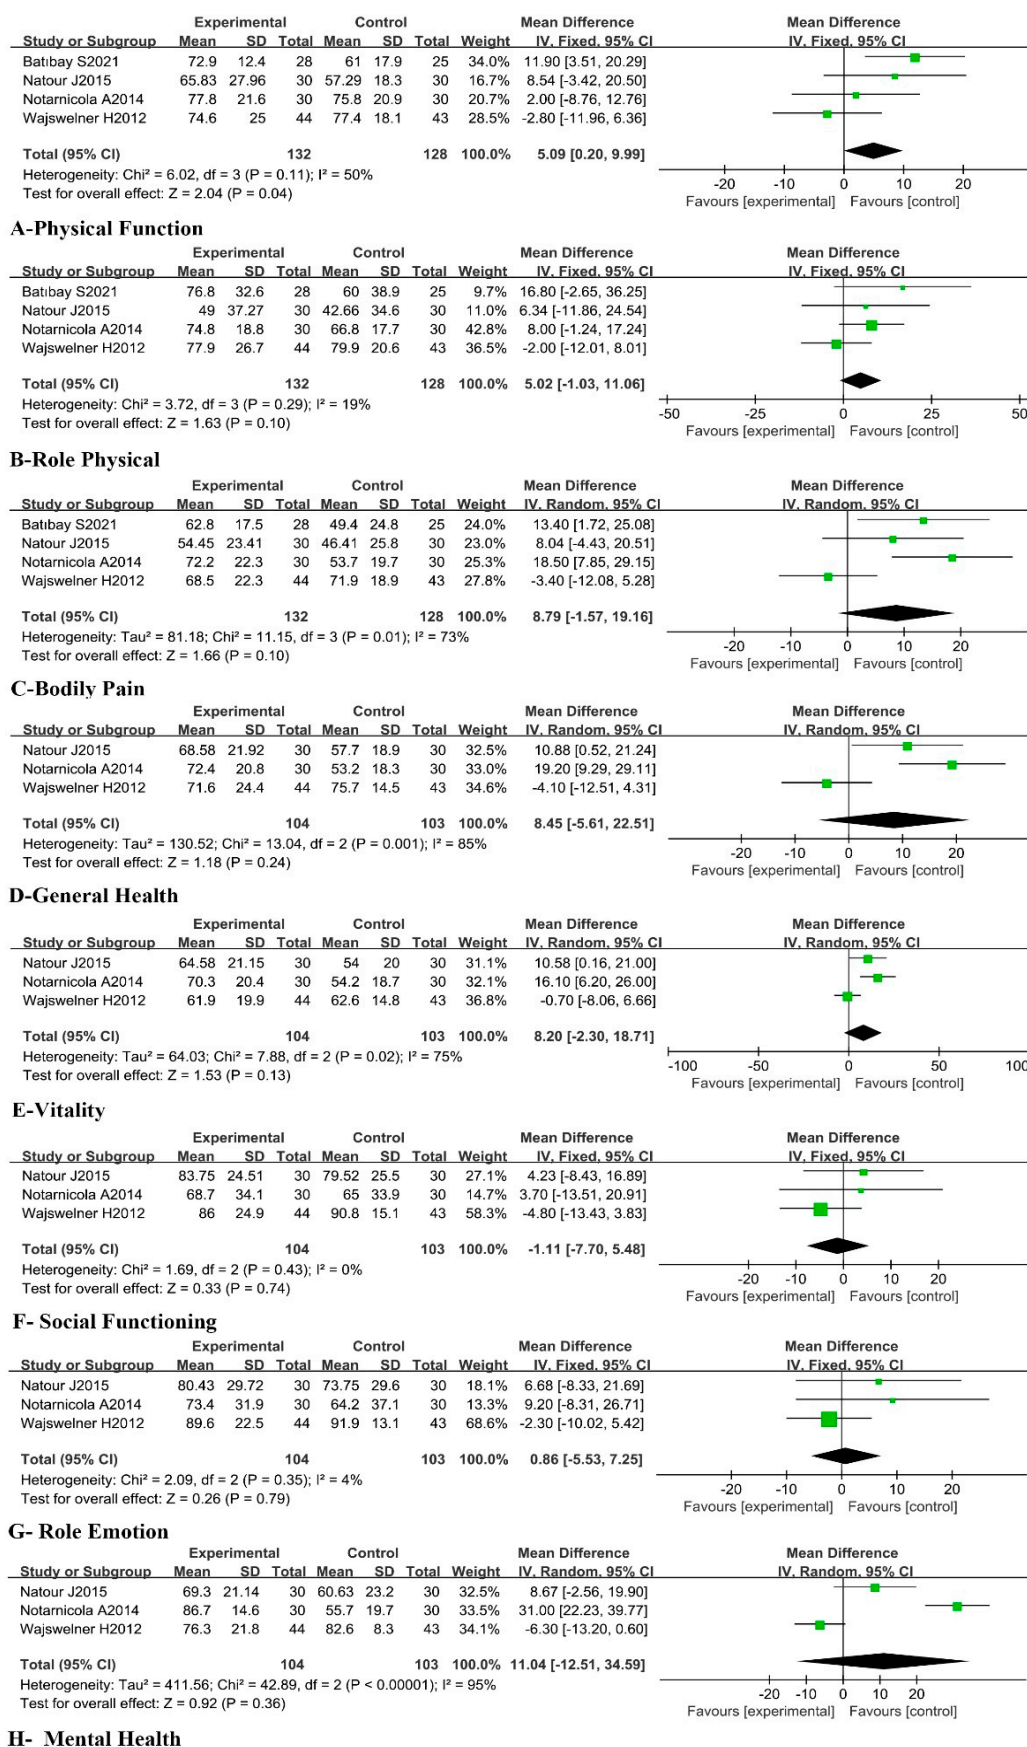 Experimental Control Mean Difference Mean Difference
Study or Subgroup Mean SD Total Mean SD Total Weight IV, Fixed, 95% CI IV, Fixed, 95% CI
Batıbay S2021 72.9 12.4 28 61 17.9 25 34.0% 11.90 [3.51, 20.29]
Natour J2015 65.83 27.96 30 57.29 18.3 30 16.7% 8.54 [-3.42, 20.50]
Notarnicola A2014 77.8 21.6 30 75.8 20.9 30 20.7% 2.00 [-8.76, 12.76]
Wajswelner H2012 74.6 25 44 77.4 18.1 43 28.5% -2.80 [-11.96, 6.36]
Total (95% CI) 132 128 100.0% 5.09 [0.20, 9.99]
Heterogeneity: Chi² = 6.02, df = 3 (P = 0.11); I² = 50%
Test for overall effect: Z = 2.04 (P = 0.04)
-20 -10 0 10 20
Favours [experimental] Favours [control]
A-Physical Function
Experimental Control Mean Difference Mean Difference
Study or Subgroup Mean SD Total Mean SD Total Weight IV, Fixed, 95% CI IV, Fixed, 95% CI
Batıbay S2021 76.8 32.6 28 60 38.9 25 9.7% 16.80 [-2.65, 36.25]
Natour J2015 49 37.27 30 42.66 34.6 30 11.0% 6.34 [-11.86, 24.54]
Notarnicola A2014 74.8 18.8 30 66.8 17.7 30 42.8% 8.00 [-1.24, 17.24]
Wajswelner H2012 77.9 26.7 44 79.9 20.6 43 36.5% -2.00 [-12.01, 8.01]
Total (95% CI) 132 128 100.0% 5.02 [-1.03, 11.06]
Heterogeneity: Chi² = 3.72, df = 3 (P = 0.29); I² = 19%
Test for overall effect: Z = 1.63 (P = 0.10)
-50 -25 0 25 50
Favours [experimental] Favours [control]
B-Role Physical
Experimental Control Mean Difference Mean Difference
Study or Subgroup Mean SD Total Mean SD Total Weight IV, Random, 95% CI IV, Random, 95% CI
Batıbay S2021 62.8 17.5 28 49.4 24.8 25 24.0% 13.40 [1.72, 25.08]
Natour J2015 54.45 23.41 30 46.41 25.8 30 23.0% 8.04 [-4.43, 20.51]
Notarnicola A2014 72.2 22.3 30 53.7 19.7 30 25.3% 18.50 [7.85, 29.15]
Wajswelner H2012 68.5 22.3 44 71.9 18.9 43 27.8% -3.40 [-12.08, 5.28]
Total (95% CI) 132 128 100.0% 8.79 [-1.57, 19.16]
Heterogeneity: Tau² = 81.18; Chi² = 11.15, df = 3 (P = 0.01); I² = 73%
Test for overall effect: Z = 1.66 (P = 0.10)
-20 -10 0 10 20
Favours [experimental] Favours [control]
C-Bodily Pain
Experimental Control Mean Difference Mean Difference
Study or Subgroup Mean SD Total Mean SD Total Weight IV, Random, 95% CI IV, Random, 95% CI
Natour J2015 68.58 21.92 30 57.7 18.9 30 32.5% 10.88 [0.52, 21.24]
Notarnicola A2014 72.4 20.8 30 53.2 18.3 30 33.0% 19.20 [9.29, 29.11]
Wajswelner H2012 71.6 24.4 44 75.7 14.5 43 34.6% -4.10 [-12.51, 4.31]
Total (95% CI) 104 103 100.0% 8.45 [-5.61, 22.51]
Heterogeneity: Tau² = 130.52; Chi² = 13.04, df = 2 (P = 0.001); I² = 85%
Test for overall effect: Z = 1.18 (P = 0.24)
-20 -10 0 10 20
Favours [experimental] Favours [control]
D-General Health
Experimental Control Mean Difference Mean Difference
Study or Subgroup Mean SD Total Mean SD Total Weight IV, Random, 95% CI IV, Random, 95% CI
Natour J2015 64.58 21.15 30 54 20 30 31.1% 10.58 [0.16, 21.00]
Notarnicola A2014 70.3 20.4 30 54.2 18.7 30 32.1% 16.10 [6.20, 26.00]
Wajswelner H2012 61.9 19.9 44 62.6 14.8 43 36.8% -0.70 [-8.06, 6.66]
Total (95% CI) 104 103 100.0% 8.20 [-2.30, 18.71]
Heterogeneity: Tau² = 64.03; Chi² = 7.88, df = 2 (P = 0.02); I² = 75%
Test for overall effect: Z = 1.53 (P = 0.13)
-100 -50 0 50 100
Favours [experimental] Favours [control]
E-Vitality
Experimental Control Mean Difference Mean Difference
Study or Subgroup Mean SD Total Mean SD Total Weight IV, Fixed, 95% CI IV, Fixed, 95% CI
Natour J2015 83.75 24.51 30 79.52 25.5 30 27.1% 4.23 [-8.43, 16.89]
Notarnicola A2014 68.7 34.1 30 65 33.9 30 14.7% 3.70 [-13.51, 20.91]
Wajswelner H2012 86 24.9 44 90.8 15.1 43 58.3% -4.80 [-13.43, 3.83]
Total (95% CI) 104 103 100.0% -1.11 [-7.70, 5.48]
Heterogeneity: Chi² = 1.69, df = 2 (P = 0.43); I² = 0%
Test for overall effect: Z = 0.33 (P = 0.74)
-20 -10 0 10 20
Favours [experimental] Favours [control]
F- Social Functioning
Experimental Control Mean Difference Mean Difference
Study or Subgroup Mean SD Total Mean SD Total Weight IV, Fixed, 95% CI IV, Fixed, 95% CI
Natour J2015 80.43 29.72 30 73.75 29.6 30 18.1% 6.68 [-8.33, 21.69]
Notarnicola A2014 73.4 31.9 30 64.2 37.1 30 13.3% 9.20 [-8.31, 26.71]
Wajswelner H2012 89.6 22.5 44 91.9 13.1 43 68.6% -2.30 [-10.02, 5.42]
Total (95% CI) 104 103 100.0% 0.86 [-5.53, 7.25]
Heterogeneity: Chi² = 2.09, df = 2 (P = 0.35); I² = 4%
Test for overall effect: Z = 0.26 (P = 0.79)
-20 -10 0 10 20
Favours [experimental] Favours [control]
G- Role Emotion
Experimental Control Mean Difference Mean Difference
Study or Subgroup Mean SD Total Mean SD Total Weight IV, Random, 95% CI IV, Random, 95% CI
Natour J2015 69.3 21.14 30 60.63 23.2 30 32.5% 8.67 [-2.56, 19.90]
Notarnicola A2014 86.7 14.6 30 55.7 19.7 30 33.5% 31.00 [22.23, 39.77]
Wajswelner H2012 76.3 21.8 44 82.6 8.3 43 34.1% -6.30 [-13.20, 0.60]
Total (95% CI) 104 103 100.0% 11.04 [-12.51, 34.59]
Heterogeneity: Tau² = 411.56; Chi² = 42.89, df = 2 (P < 0.00001); I² = 95%
Test for overall effect: Z = 0.92 (P = 0.36)
-20 -10 0 10 20
Favours [experimental] Favours [control]
H- Mental Health